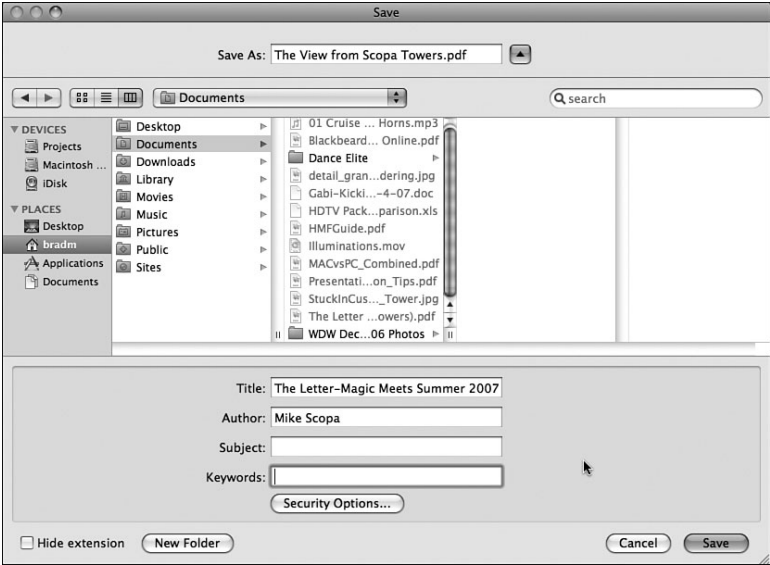 Save
Save As: The View from Scopa Towers.pdf
Documents
search
DEVICES
Projects
Macintosh ...
iDisk
PLACES
Desktop
bradm
Applications
Documents
Desktop
Documents
Downloads
Library
Movies
Music
Pictures
Public
Sites
01 Cruise ... Horns.mp3
Blackbeard... Online.pdf
Dance Elite
detail_gran...dering.jpg
Gabi-Kicki...-4-07.doc
HDTV Pack...parison.xls
HMFGuide.pdf
Illuminations.mov
MACvsPC_Combined.pdf
Presentati...on_Tips.pdf
StuckInCus..._Tower.jpg
The Letter ...owers).pdf
WDW Dec...06 Photos
Title: The Letter-Magic Meets Summer 2007
Author: Mike Scopa
Subject:
Keywords:
Security Options...
Hide extension
New Folder
Cancel
Save